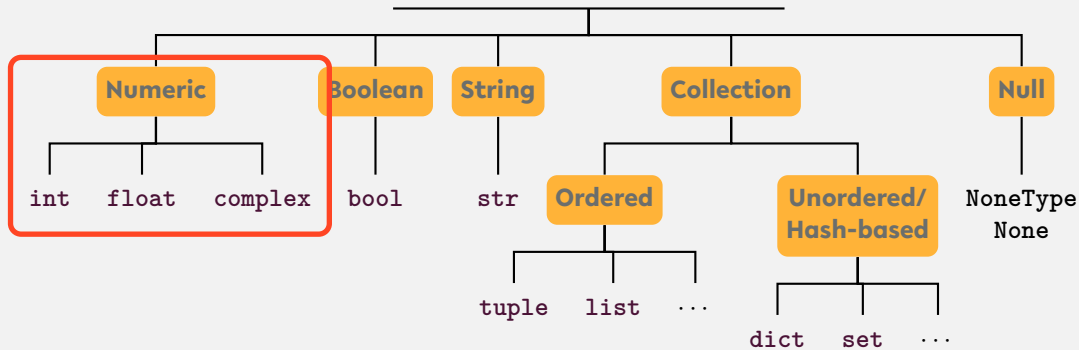 Numeric
Boolean
String
Collection
Null
int
float
complex
bool
str
Ordered
Unordered/
Hash-based
NoneType
None
tuple
list
...
dict
set
...